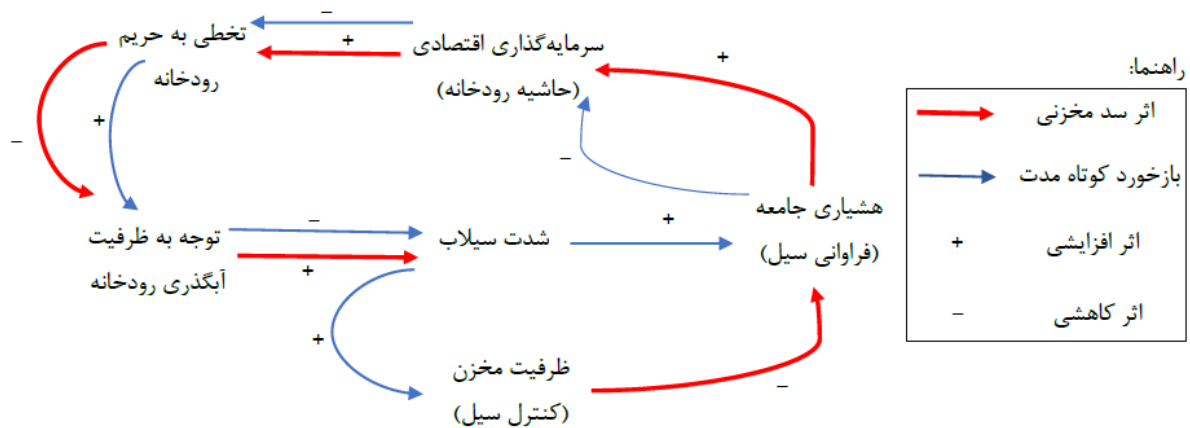 راهنما:
اثر سد مخزنی
بازخورد کوتاه مدت
+ اثر افزایشی
– اثر کاهشی
تخطی به حریم
رودخانه
سرمایه‌گذاری اقتصادی
(حاشیه رودخانه)
هشیاری جامعه
(فراوانی سیل)
شدت سیلاب
توجه به ظرفیت
آبگذری رودخانه
ظرفیت مخزن
(کنترل سیل)
–
+
+
–
+
–
–
+
+
+
–